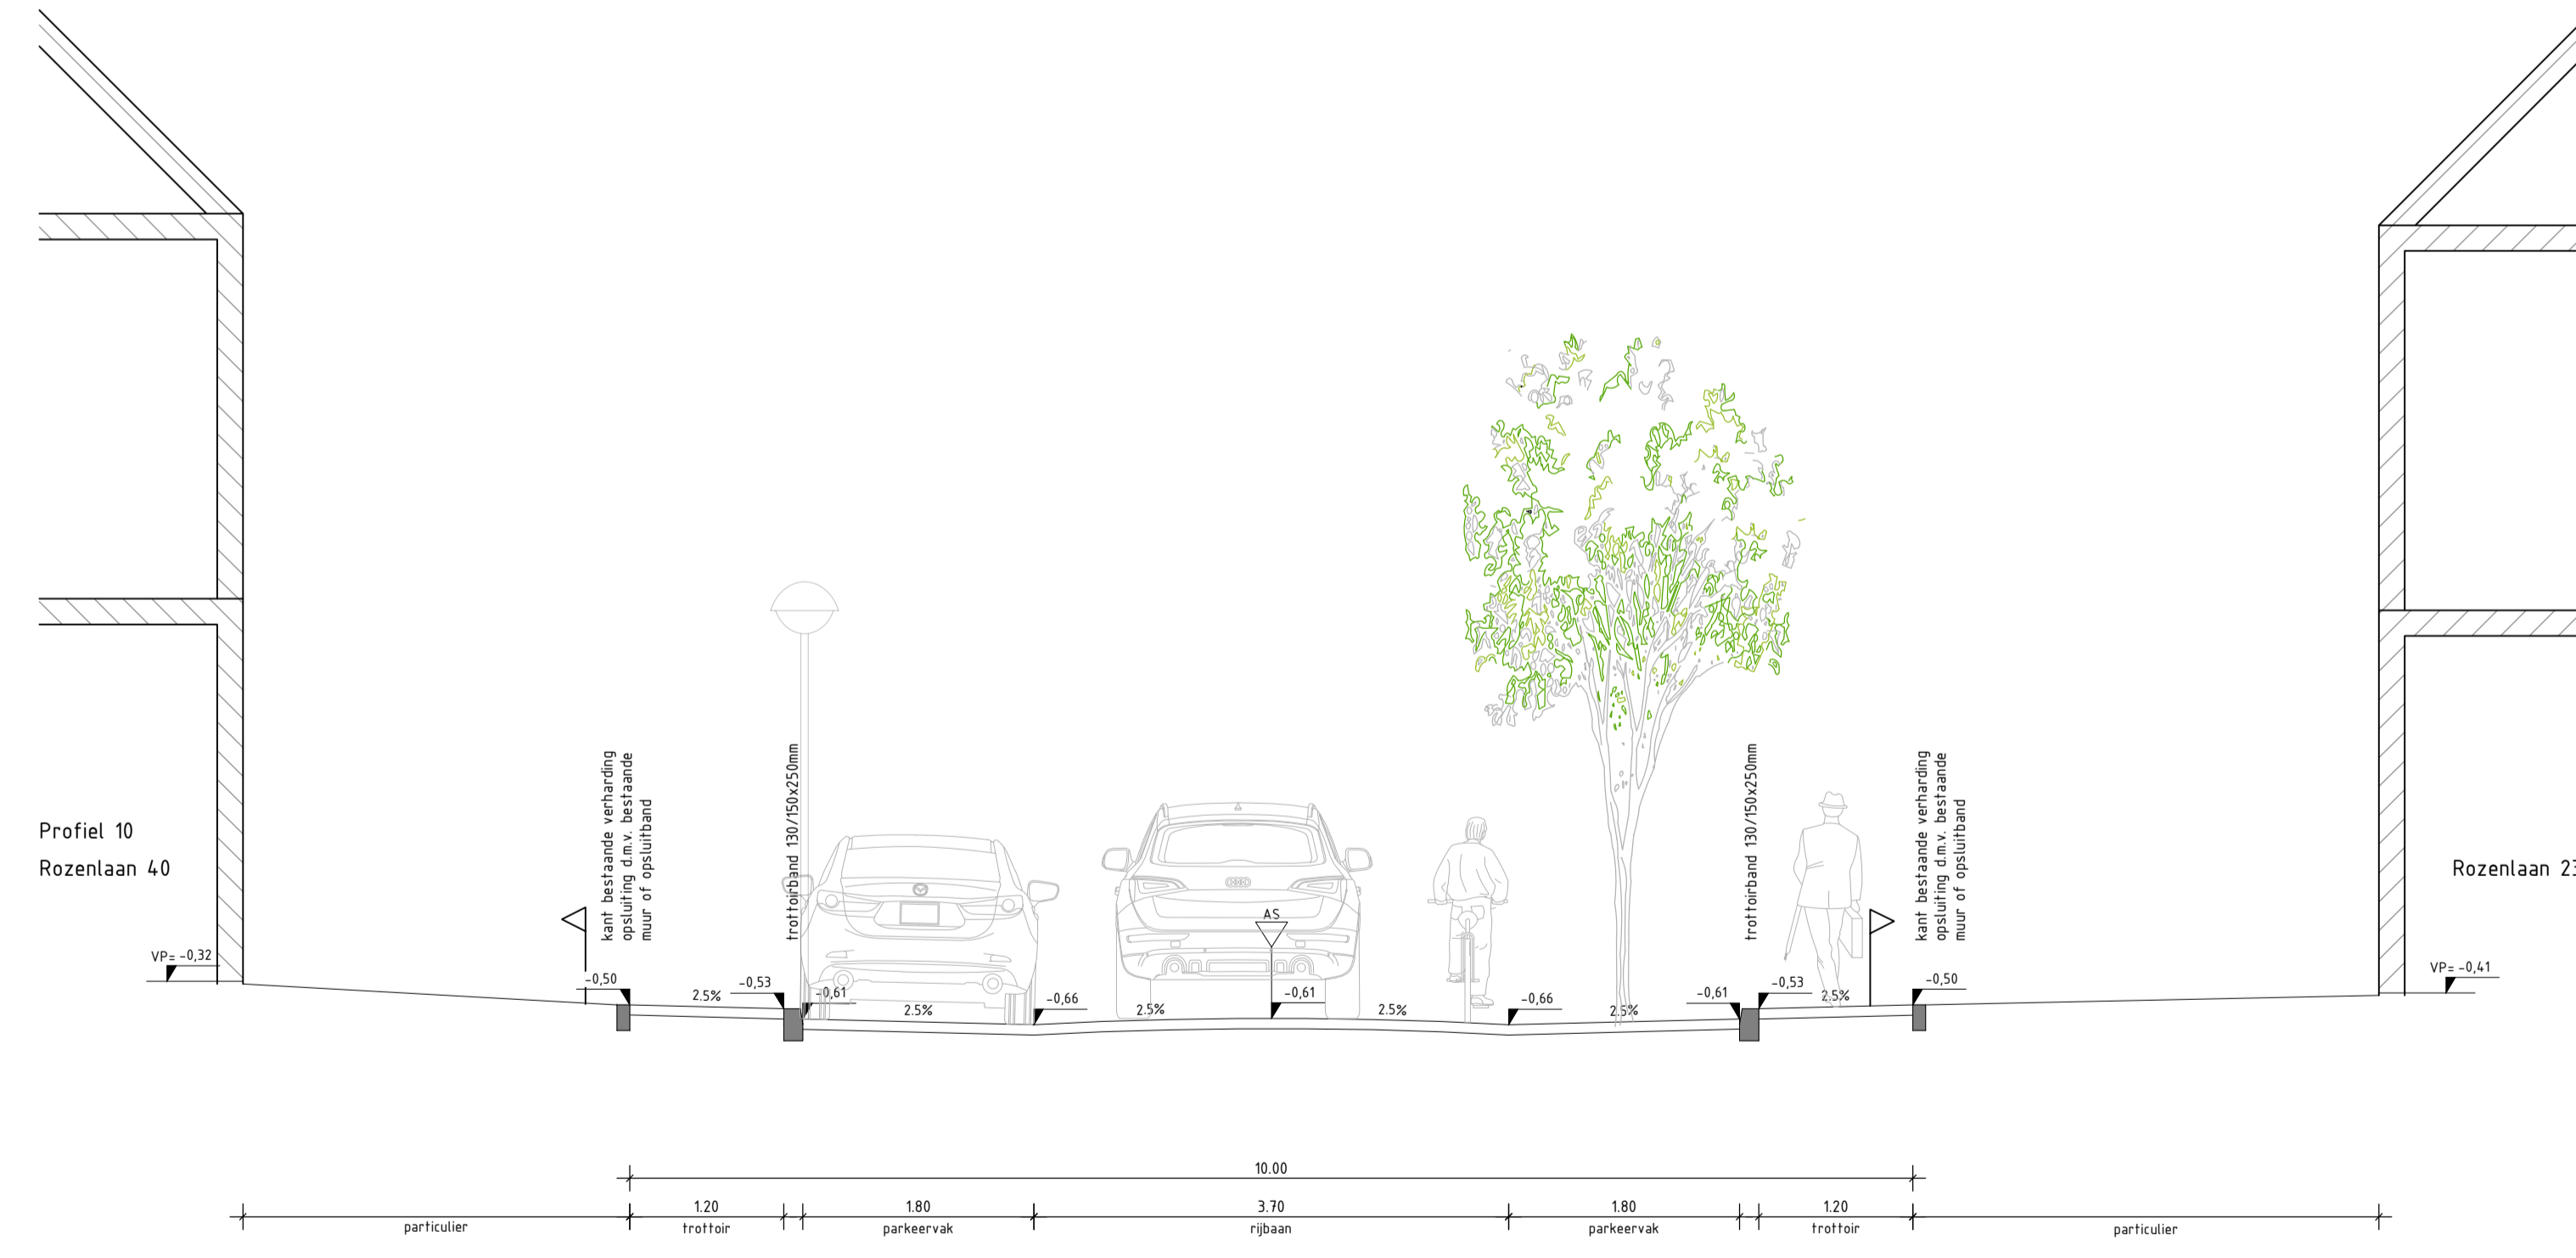 Profiel 10
Rozenlaan 40
VP= -0,32
kant bestaande verharding
opsluiting d.m.v. bestaande
muur of opsluitband
-0,50
2.5%
-0,53
trottoirband 130/150x250mm
-0,61
2.5%
-0,66
2.5%
AS
-0,61
2.5%
-0,66
2.5%
-0,61
trottoirband 130/150x250mm
-0,53
2.5%
kant bestaande verharding
opsluiting d.m.v. bestaande
muur of opsluitband
-0,50
Rozenlaan 23
VP= -0,41
10.00
1.20
1.80
3.70
1.80
1.20
particulier
trottoir
parkeervak
rijbaan
parkeervak
trottoir
particulier